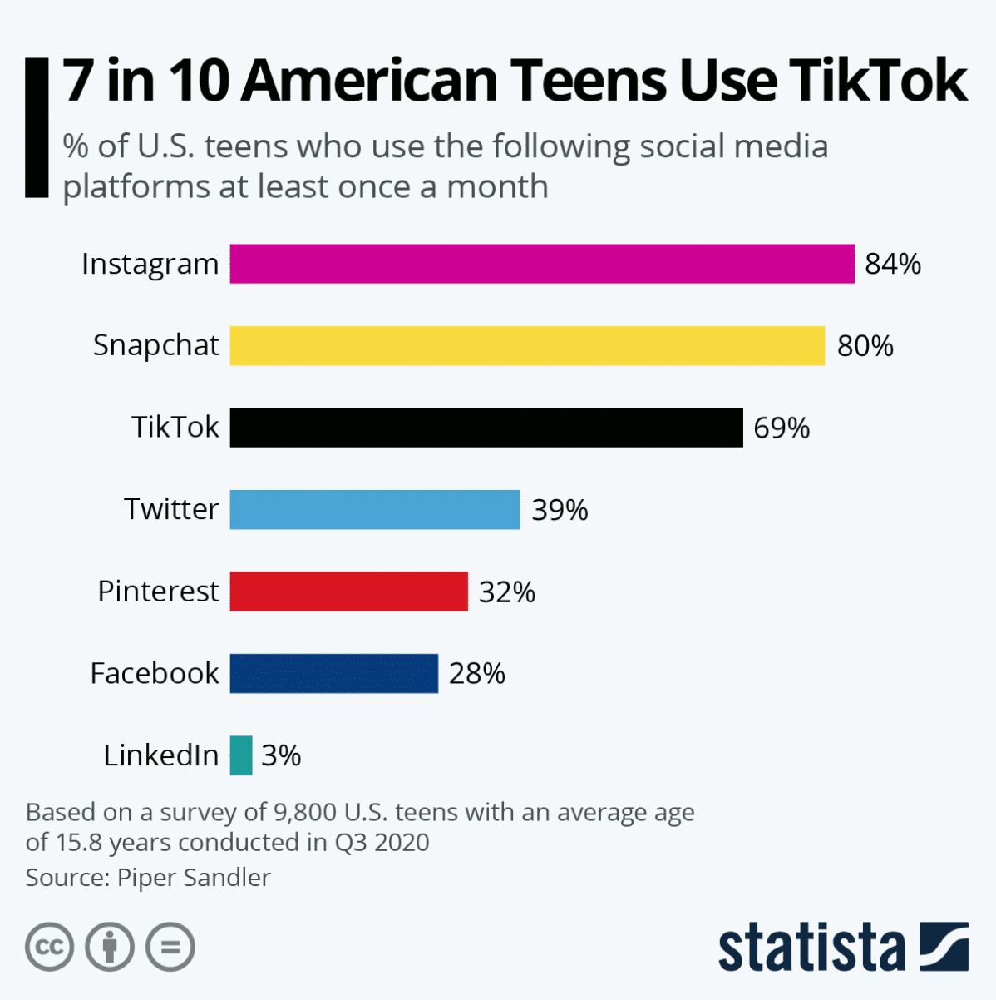 7 in 10 American Teens Use TikTok
% of U.S. teens who use the following social media
platforms at least once a month
Instagram 84%
Snapchat 80%
TikTok 69%
Twitter 39%
Pinterest 32%
Facebook 28%
LinkedIn 3%
Based on a survey of 9,800 U.S. teens with an average age
of 15.8 years conducted in Q3 2020
Source: Piper Sandler
cc
statista